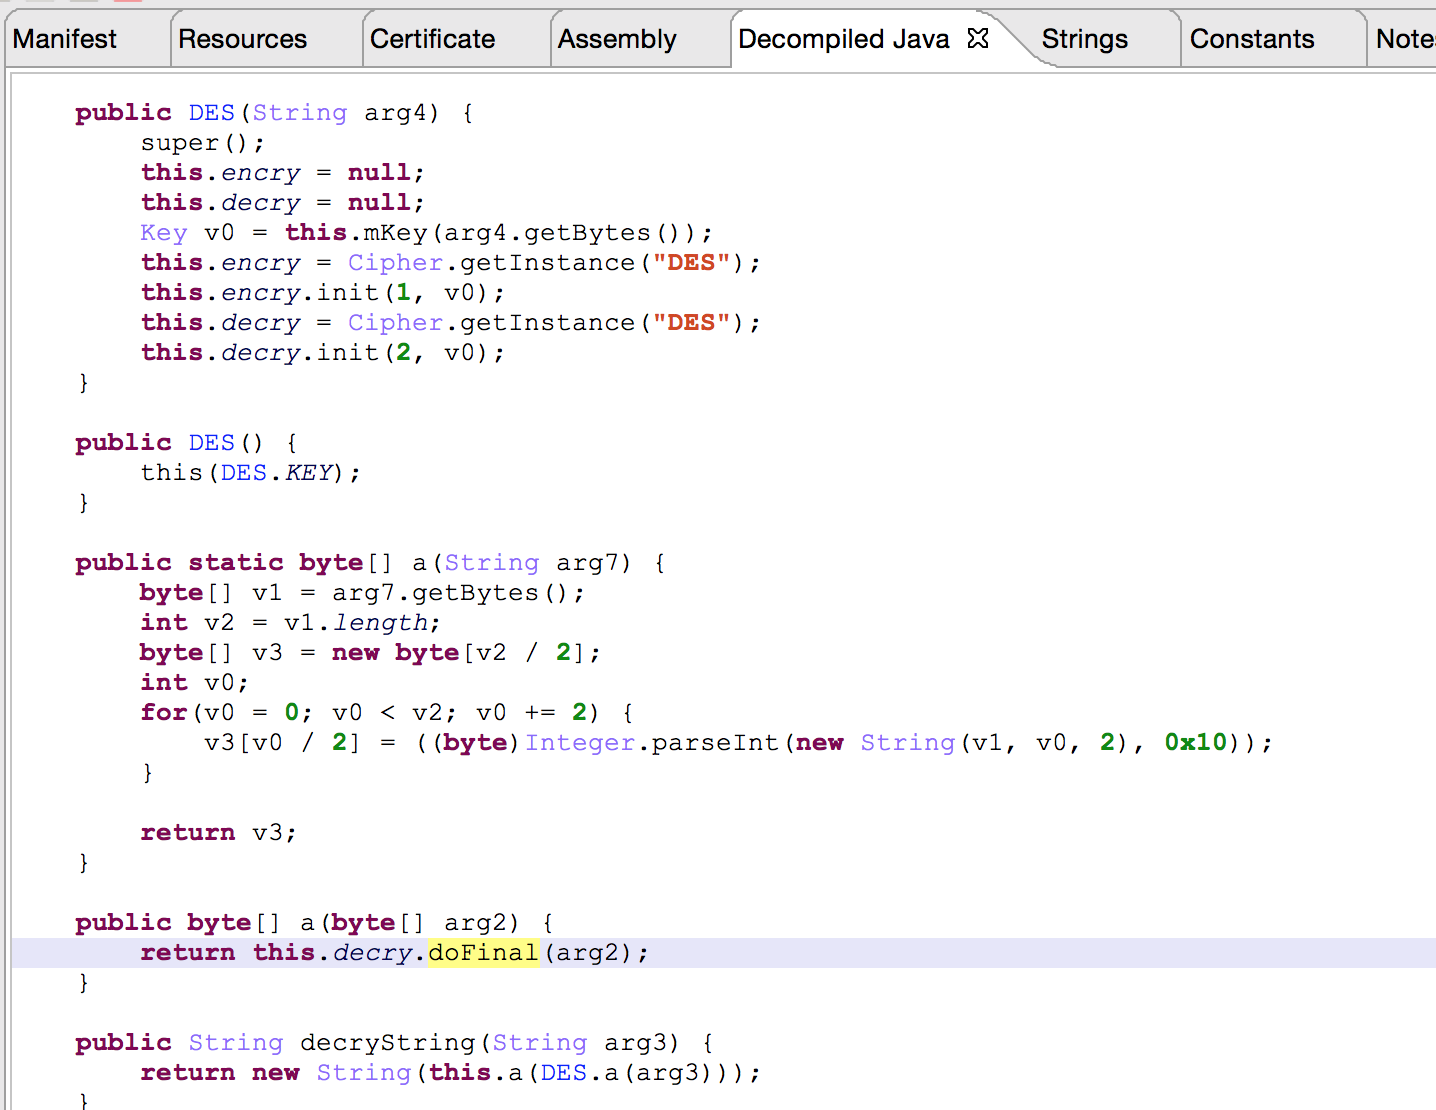 Manifest Resources Certificate Assembly Decompiled Java Strings Constants Note
public DES(String arg4) {
super();
this.encry = null;
this.decry = null;
Key v0 = this.mKey(arg4.getBytes());
this.encry = Cipher.getInstance("DES");
this.encry.init(1, v0);
this.decry = Cipher.getInstance("DES");
this.decry.init(2, v0);
}
public DES() {
this(DES.KEY);
}
public static byte[] a(String arg7) {
byte[] v1 = arg7.getBytes();
int v2 = v1.length;
byte[] v3 = new byte[v2 / 2];
int v0;
for(v0 = 0; v0 < v2; v0 += 2) {
v3[v0 / 2] = ((byte)Integer.parseInt(new String(v1, v0, 2), 0x10));
}
return v3;
}
public byte[] a(byte[] arg2) {
return this.decry.doFinal(arg2);
}
public String decryString(String arg3) {
return new String(this.a(DES.a(arg3)));
}